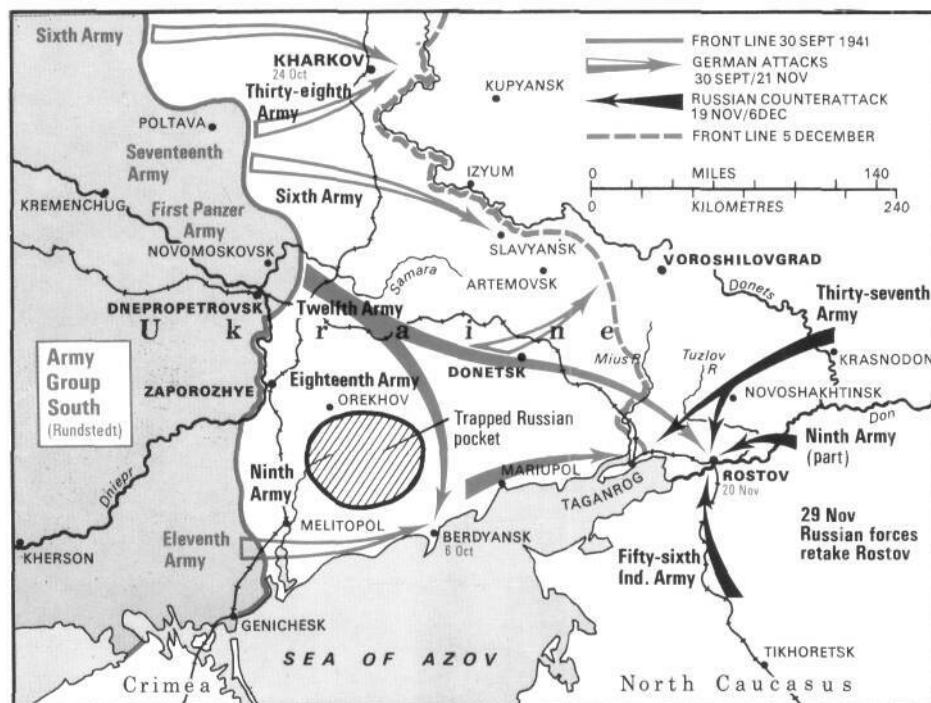 Sixth Army
KHARKOV
24 Oct
Thirty-eighth
Army
KUPYANSK
POLTAVA
Seventeenth
Army
Sixth Army
IZYUM
KREMENCHUG
First Panzer
Army
NOVOMOSKOVSK
SLAVYANSK
ARTEMOVSK
VOROSHILOVGRAD
Samara
Donets
DNEPROPETROVSK
Twelfth Army
Ukraine
Thirty-seventh
Army
Mius R
Tuzlov
R
KRASNODON
DONETSK
Army
Group
South
(Rundstedt)
ZAPOROZHYE
Eighteenth Army
OREKHOV
Trapped Russian
pocket
NOVOSHAKHTINSK
Don
Ninth Army
(part)
Ninth
Army
MARIUPOL
TAGANROG
ROSTOV
20 Nov
Dniepr
MELITOPOL
Eleventh
Army
BERDYANSK
6 Oct
KHERSON
Fifty-sixth
Ind. Army
29 Nov
Russian forces
retake Rostov
GENICHESK
SEA OF AZOV
TIKHORETSK
Crimea
North Caucasus
FRONT LINE 30 SEPT 1941
GERMAN ATTACKS
30 SEPT/21 NOV
RUSSIAN COUNTERATTACK
19 NOV/6DEC
FRONT LINE 5 DECEMBER
0 MILES 140
0 KILOMETRES 240